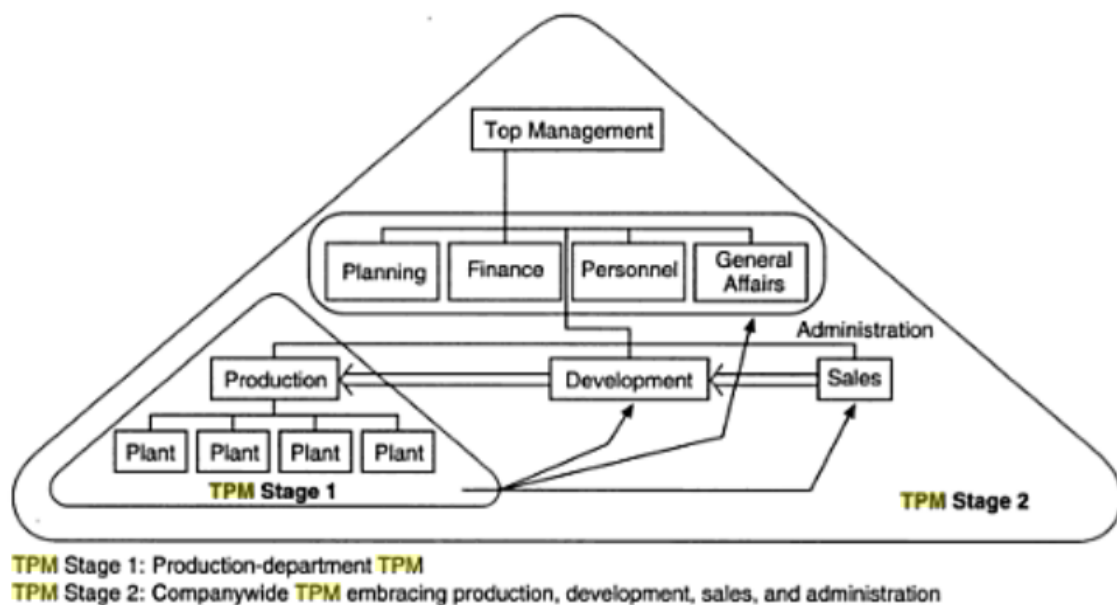 Top Management
Planning
Finance
Personnel
General
Affairs
Administration
Production
Development
Sales
Plant
Plant
Plant
Plant
TPM Stage 1
TPM Stage 2
TPM Stage 1: Production-department TPM
TPM Stage 2: Companywide TPM embracing production, development, sales, and administration